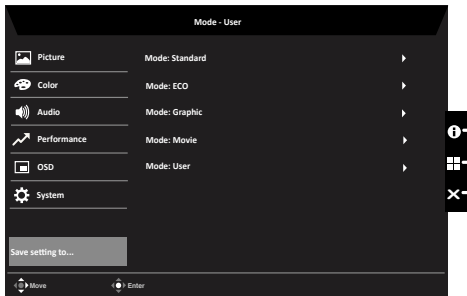 Mode - User
Picture
Color
Audio
Performance
OSD
System
Save setting to...
Mode: Standard
Mode: ECO
Mode: Graphic
Mode: Movie
Mode: User
Move
Enter